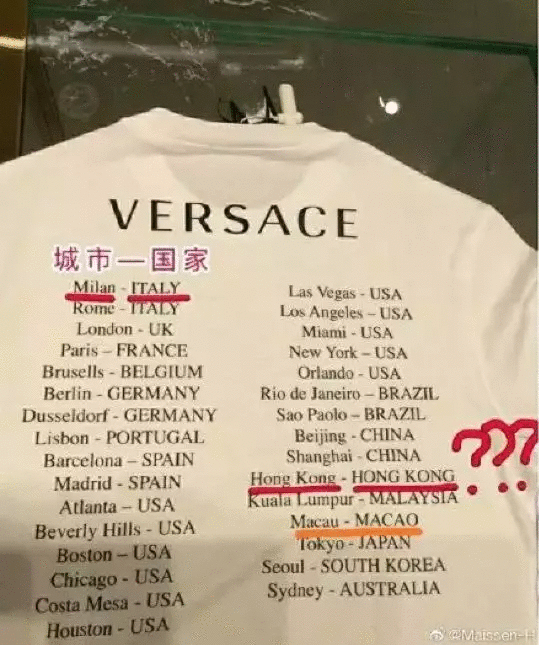 VERSACE
城市—国家
Milan - ITALY
Rome - ITALY
London - UK
Paris – FRANCE
Brusells - BELGIUM
Berlin - GERMANY
Dusseldorf - GERMANY
Lisbon - PORTUGAL
Barcelona – SPAIN
Madrid - SPAIN
Atlanta – USA
Beverly Hills - USA
Boston – USA
Chicago - USA
Costa Mesa - USA
Houston - USA
Las Vegas - USA
Los Angeles – USA
Miami - USA
New York – USA
Orlando - USA
Rio de Janeiro – BRAZIL
Sao Paolo – BRAZIL
Beijing - CHINA
Shanghai - CHINA
Hong Kong - HONG KONG
???
Kuala Lumpur - MALAYSIA
Macau - MACAO
Tokyo - JAPAN
Seoul - SOUTH KOREA
Sydney - AUSTRALIA
@Maissen-H